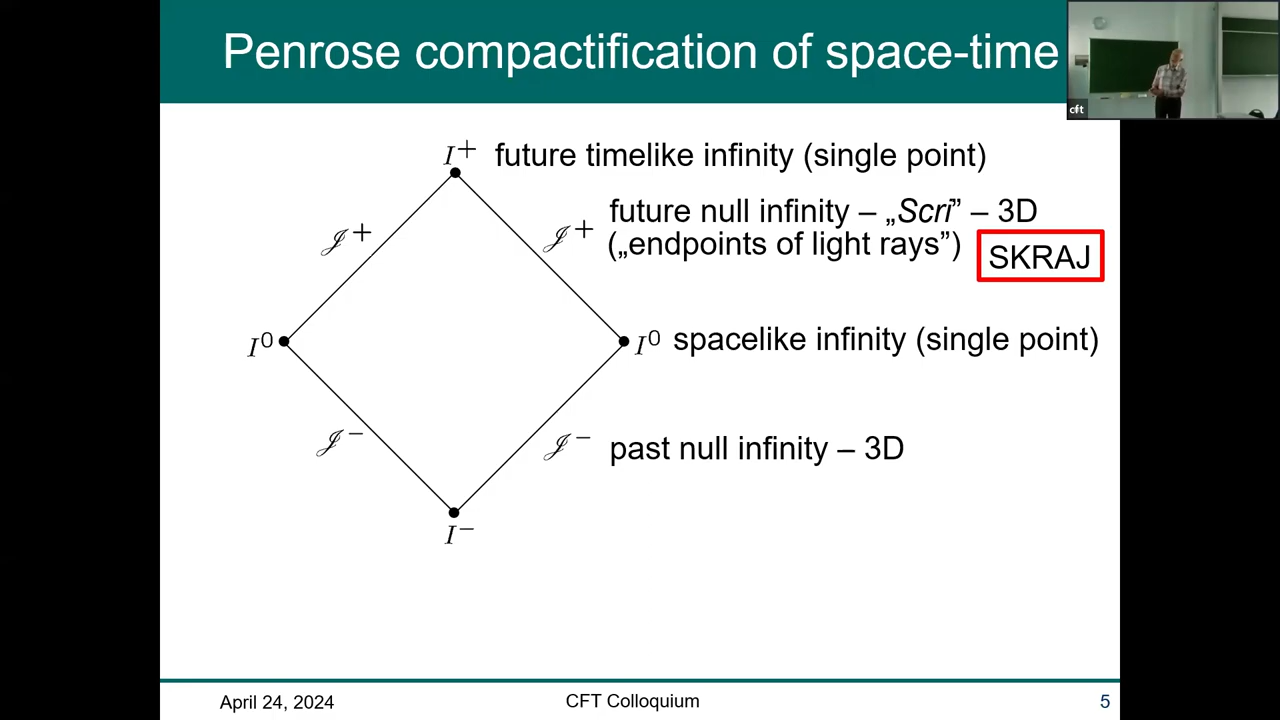 Penrose compactification of space-time
cft
I⁺ future timelike infinity (single point)
ℐ⁺
ℐ⁺ future null infinity – „Scri” – 3D
(„endpoints of light rays”)
SKRAJ
I⁰
I⁰ spacelike infinity (single point)
ℐ⁻
ℐ⁻ past null infinity – 3D
I⁻
April 24, 2024
CFT Colloquium
5